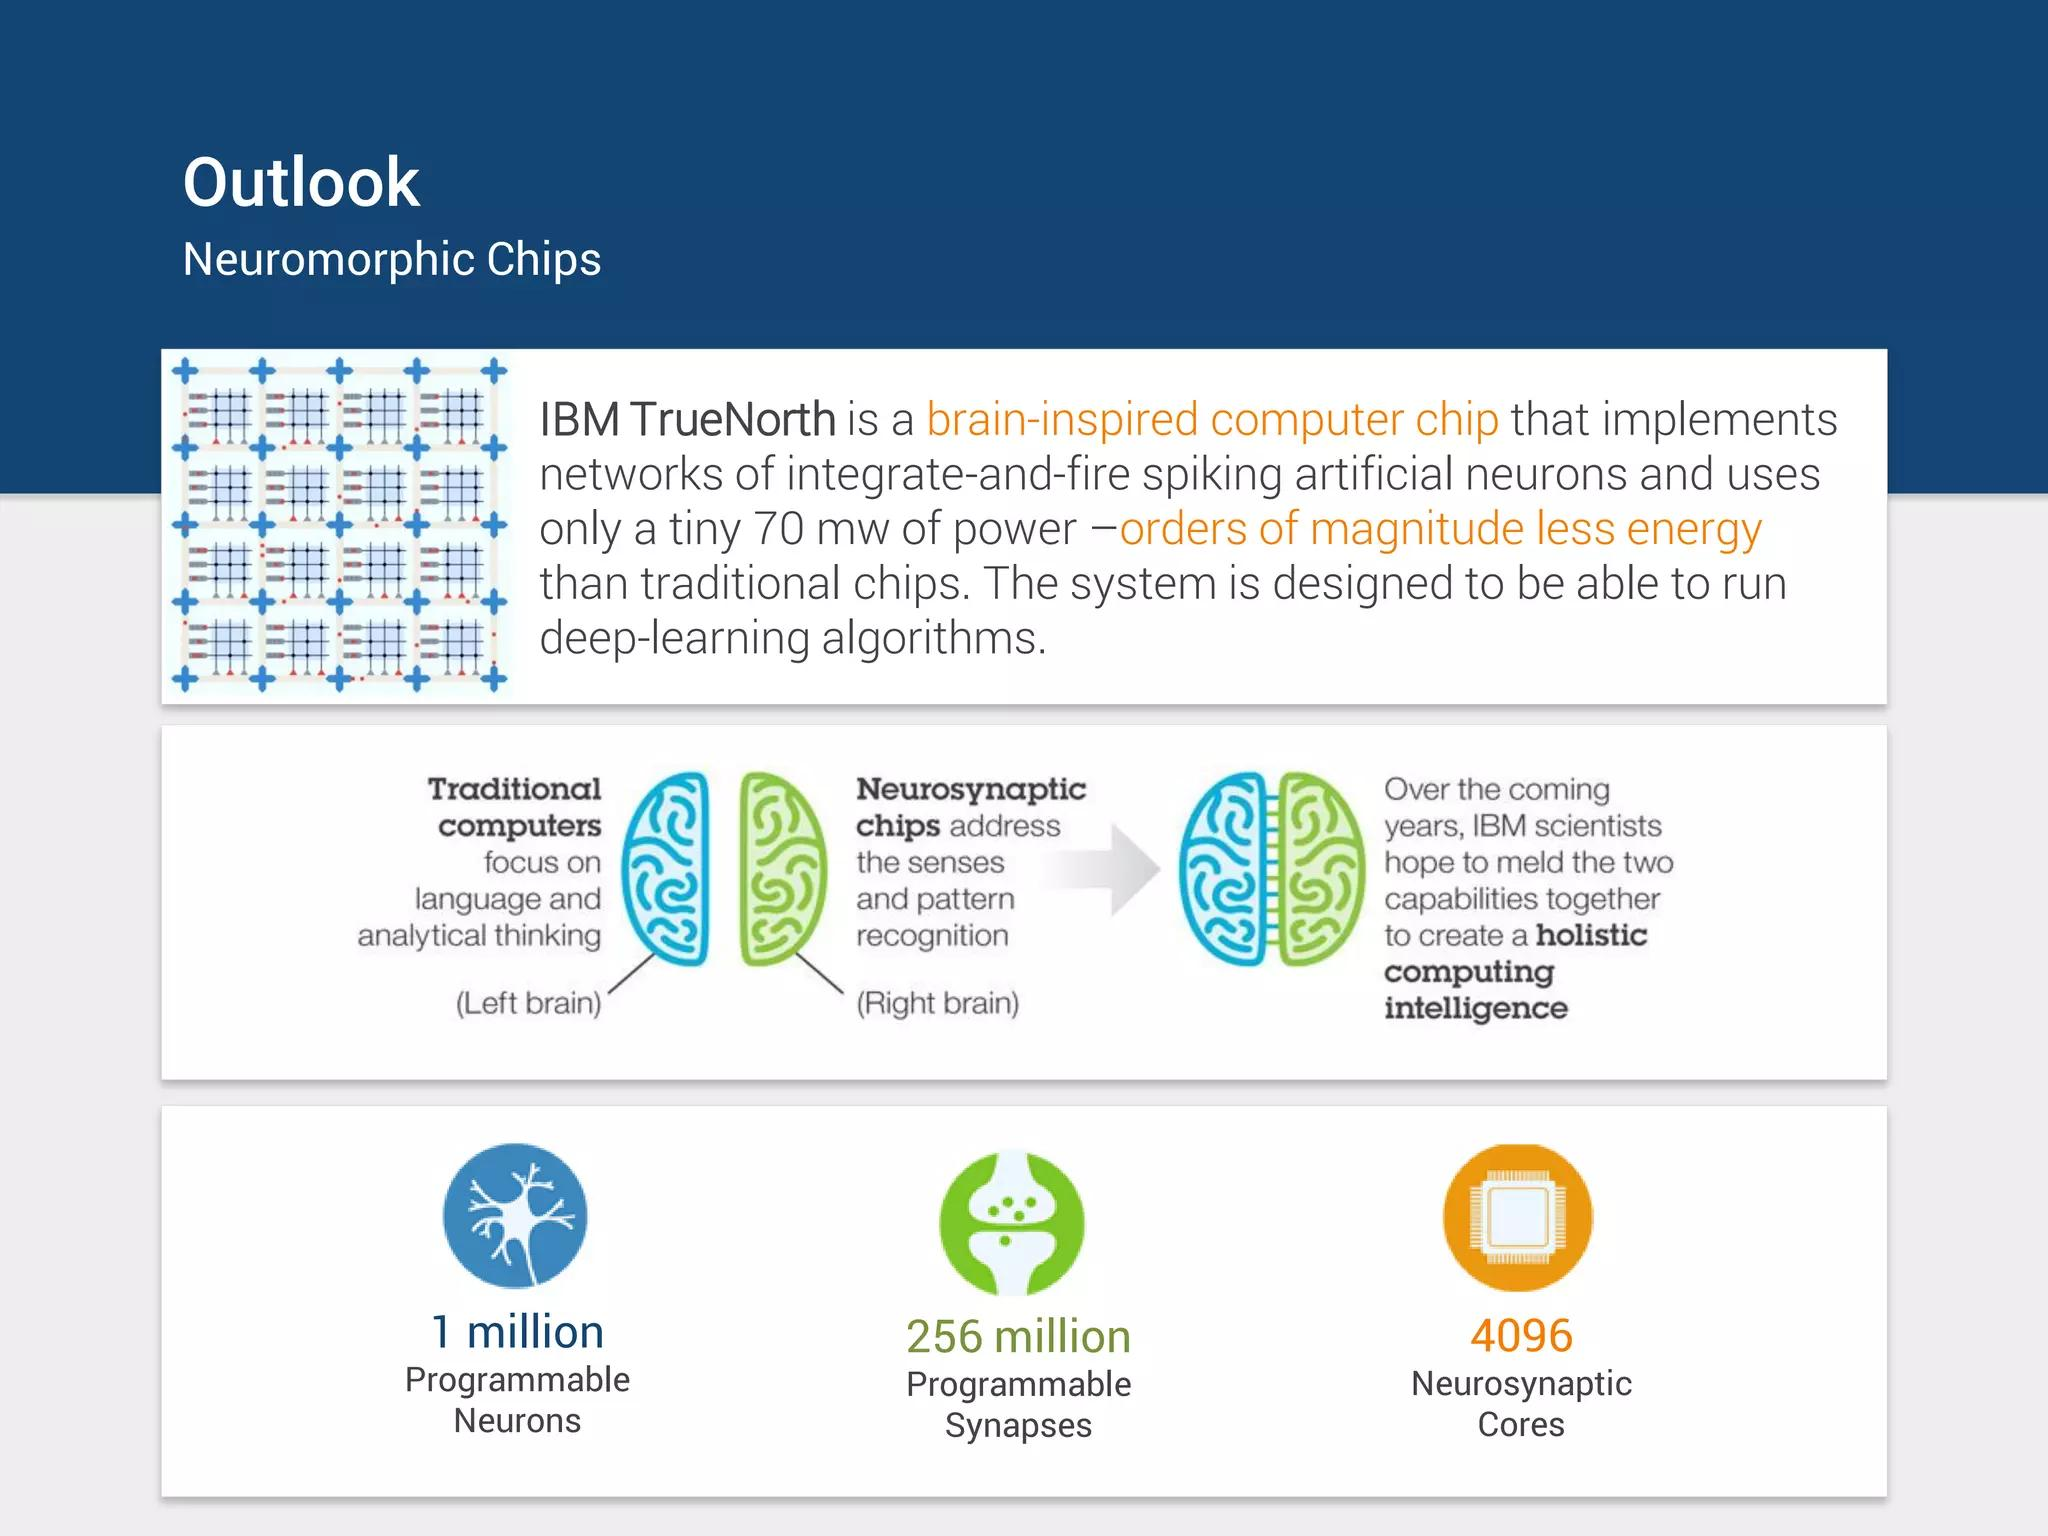 Outlook
Neuromorphic Chips
IBM TrueNorth is a brain-inspired computer chip that implements
networks of integrate-and-fire spiking artificial neurons and uses
only a tiny 70 mw of power –orders of magnitude less energy
than traditional chips. The system is designed to be able to run
deep-learning algorithms.
Traditional
computers
focus on
language and
analytical thinking
(Left brain)
Neurosynaptic
chips address
the senses
and pattern
recognition
(Right brain)
Over the coming
years, IBM scientists
hope to meld the two
capabilities together
to create a holistic
computing
intelligence
1 million
Programmable
Neurons
256 million
Programmable
Synapses
4096
Neurosynaptic
Cores